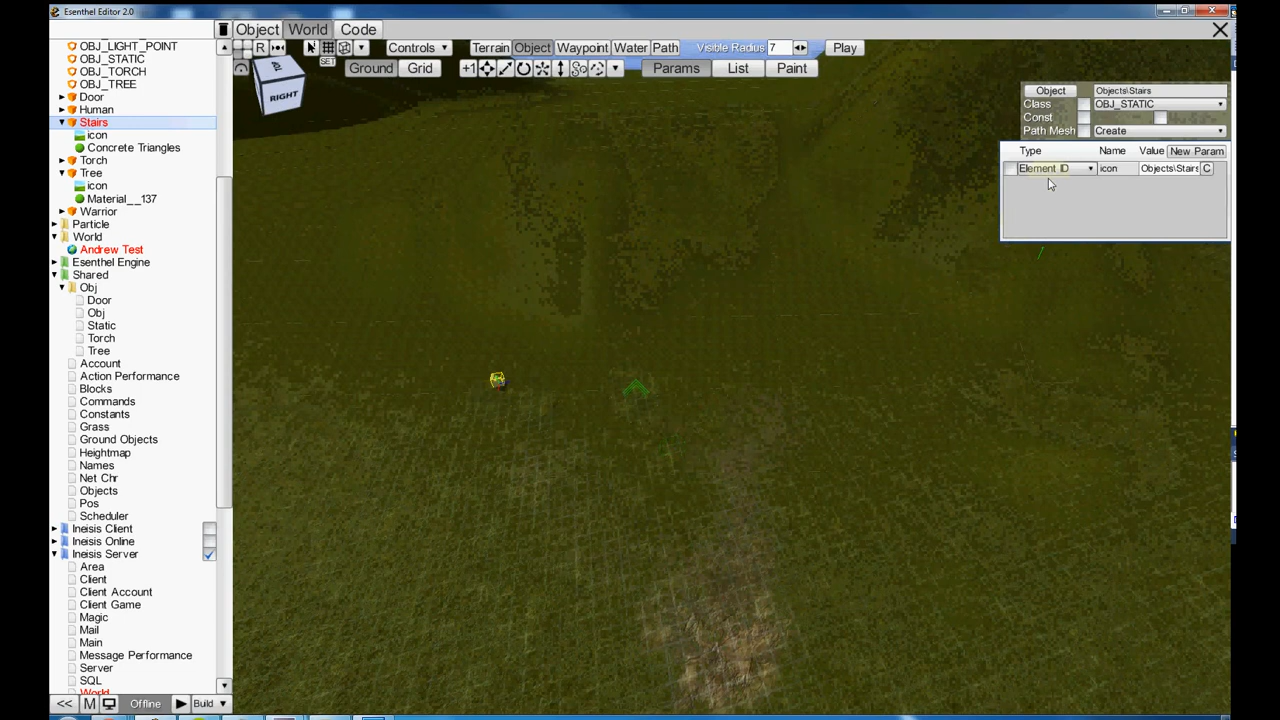 Esenthel Editor 2.0
Object World Code
R Controls Terrain Object Waypoint Water Path Visible Radius 7 Play
SET
Ground Grid +1 Params List Paint
RIGHT
OBJ_LIGHT_POINT
OBJ_STATIC
OBJ_TORCH
OBJ_TREE
Door
Human
Stairs
icon
Concrete Triangles
Torch
Tree
icon
Material__137
Warrior
Particle
World
Andrew Test
Esenthel Engine
Shared
Obj
Door
Obj
Static
Torch
Tree
Account
Action Performance
Blocks
Commands
Constants
Grass
Ground Objects
Heightmap
Names
Net Chr
Objects
Pos
Scheduler
Ineisis Client
Ineisis Online
Ineisis Server
Area
Client
Client Account
Client Game
Magic
Mail
Main
Message Performance
Server
SQL
World
<< M Offline Build
Object Objects\Stairs
Class OBJ_STATIC
Const
Path Mesh Create
Type Name Value New Param
Element ID icon Objects\Stairs C